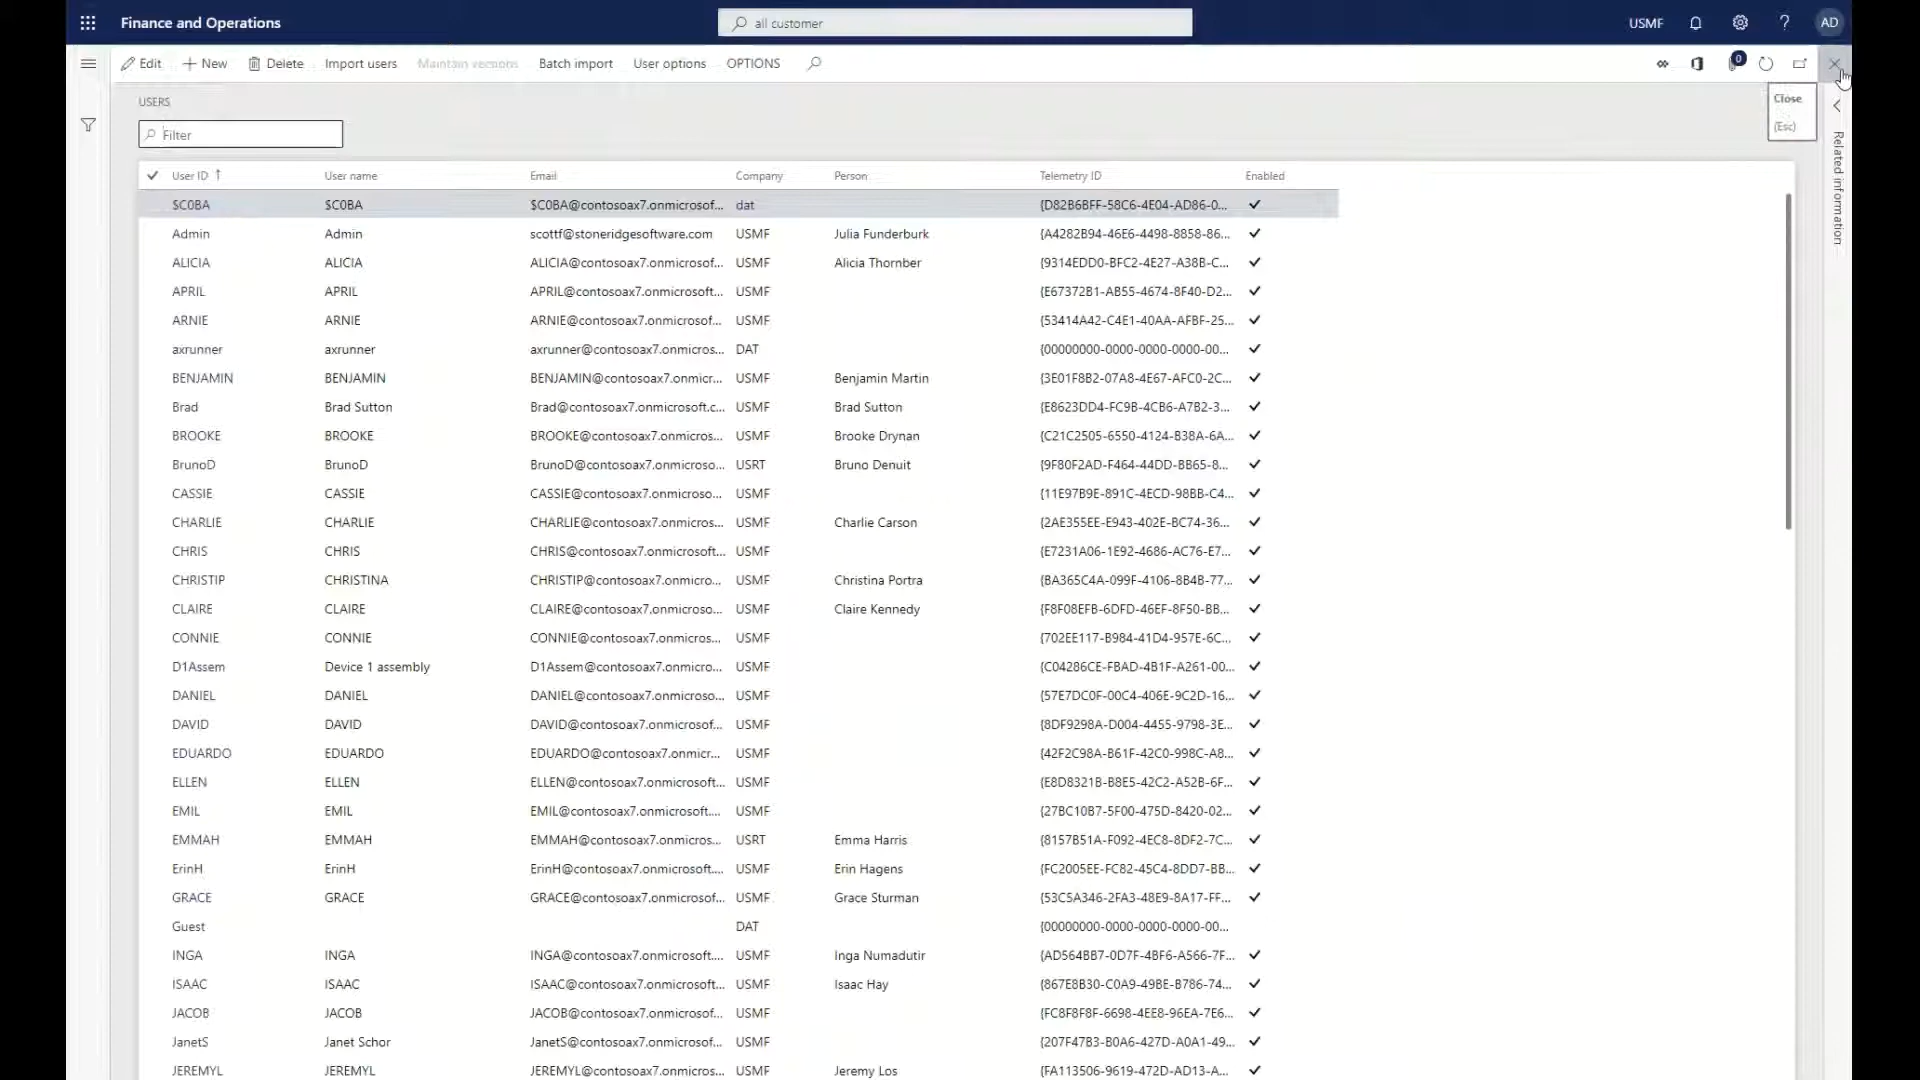 Finance and Operations all customer USMF ? AD
Edit New Delete Import users Maintain versions Batch import User options OPTIONS 0
USERS
Close
(Esc)
Filter
Related information
User ID ↑ User name Email Company Person Telemetry ID Enabled
$C0BA $C0BA $C0BA@contosoax7.onmicrosof... dat {D82B6BFF-58C6-4E04-AD86-0...
Admin Admin scottf@stoneridgesoftware.com USMF Julia Funderburk {A4282B94-46E6-4498-8858-86...
ALICIA ALICIA ALICIA@contosoax7.onmicrosof... USMF Alicia Thornber {9314EDD0-BFC2-4E27-A38B-C...
APRIL APRIL APRIL@contosoax7.onmicrosoft... USMF {E67372B1-AB55-4674-8F40-D2...
ARNIE ARNIE ARNIE@contosoax7.onmicrosof... USMF {53414A42-C4E1-40AA-AFBF-25...
axrunner axrunner axrunner@contosoax7.onmicros... DAT {00000000-0000-0000-0000-00...
BENJAMIN BENJAMIN BENJAMIN@contosoax7.onmicr... USMF Benjamin Martin {3E01F8B2-07A8-4E67-AFC0-2C...
Brad Brad Sutton Brad@contosoax7.onmicrosoft.c... USMF Brad Sutton {E8623DD4-FC9B-4CB6-A7B2-3...
BROOKE BROOKE BROOKE@contosoax7.onmicros... USMF Brooke Drynan {C21C2505-6550-4124-B38A-6A...
BrunoD BrunoD BrunoD@contosoax7.onmicroso... USRT Bruno Denuit {9F80F2AD-F464-44DD-BB65-8...
CASSIE CASSIE CASSIE@contosoax7.onmicroso... USMF {11E97B9E-891C-4ECD-98BB-C4...
CHARLIE CHARLIE CHARLIE@contosoax7.onmicros... USMF Charlie Carson {2AE355EE-E943-402E-BC74-36...
CHRIS CHRIS CHRIS@contosoax7.onmicrosoft... USMF {E7231A06-1E92-4686-AC76-E7...
CHRISTIP CHRISTINA CHRISTIP@contosoax7.onmicro... USMF Christina Portra {BA365C4A-099F-4106-8B4B-77...
CLAIRE CLAIRE CLAIRE@contosoax7.onmicroso... USMF Claire Kennedy {F8F08EFB-6DFD-46EF-8F50-BB...
CONNIE CONNIE CONNIE@contosoax7.onmicros... USMF {702EE117-B984-41D4-957E-6C...
D1Assem Device 1 assembly D1Assem@contosoax7.onmicro... USMF {C04286CE-FBAD-4B1F-A261-00...
DANIEL DANIEL DANIEL@contosoax7.onmicroso... USMF {57E7DC0F-00C4-406E-9C2D-16...
DAVID DAVID DAVID@contosoax7.onmicrosof... USMF {8DF9298A-D004-4455-9798-3E...
EDUARDO EDUARDO EDUARDO@contosoax7.onmicr... USMF {42F2C98A-B61F-42C0-998C-A8...
ELLEN ELLEN ELLEN@contosoax7.onmicrosoft... USMF {E8D8321B-B8E5-42C2-A52B-6F...
EMIL EMIL EMIL@contosoax7.onmicrosoft.... USMF {27BC10B7-5F00-475D-8420-02...
EMMAH EMMAH EMMAH@contosoax7.onmicros... USRT Emma Harris {8157B51A-F092-4EC8-8DF2-7C...
ErinH ErinH ErinH@contosoax7.onmicrosoft.... USMF Erin Hagens {FC2005EE-FC82-45C4-8DD7-BB...
GRACE GRACE GRACE@contosoax7.onmicrosof... USMF Grace Sturman {53C5A346-2FA3-48E9-8A17-FF...
Guest DAT {00000000-0000-0000-0000-00...
INGA INGA INGA@contosoax7.onmicrosoft.... USMF Inga Numadutir {AD564BB7-0D7F-4BF6-A566-7F...
ISAAC ISAAC ISAAC@contosoax7.onmicrosoft... USMF Isaac Hay {867E8B30-C0A9-49BE-B786-74...
JACOB JACOB JACOB@contosoax7.onmicrosof... USMF {FC8F8F8F-6698-4EE8-96EA-7E6...
JanetS Janet Schor JanetS@contosoax7.onmicrosof... USMF {207F47B3-B0A6-427D-A0A1-49...
JEREMYL JEREMYL JEREMYL@contosoax7.onmicros... USMF Jeremy Los {FA113506-9619-472D-AD13-A...